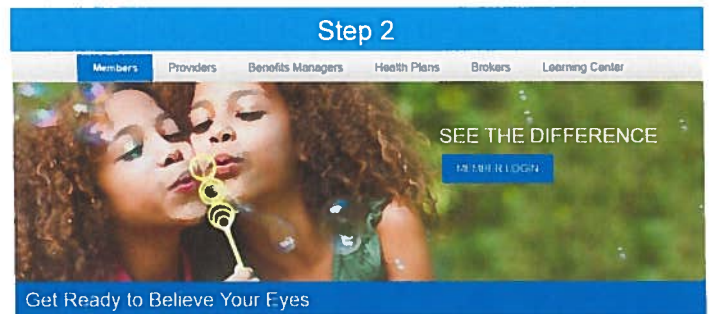 Step 2
Members Providers Benefits Managers Health Plans Brokers Learning Center
SEE THE DIFFERENCE
MEMBER LOGIN
Get Ready to Believe Your Eyes